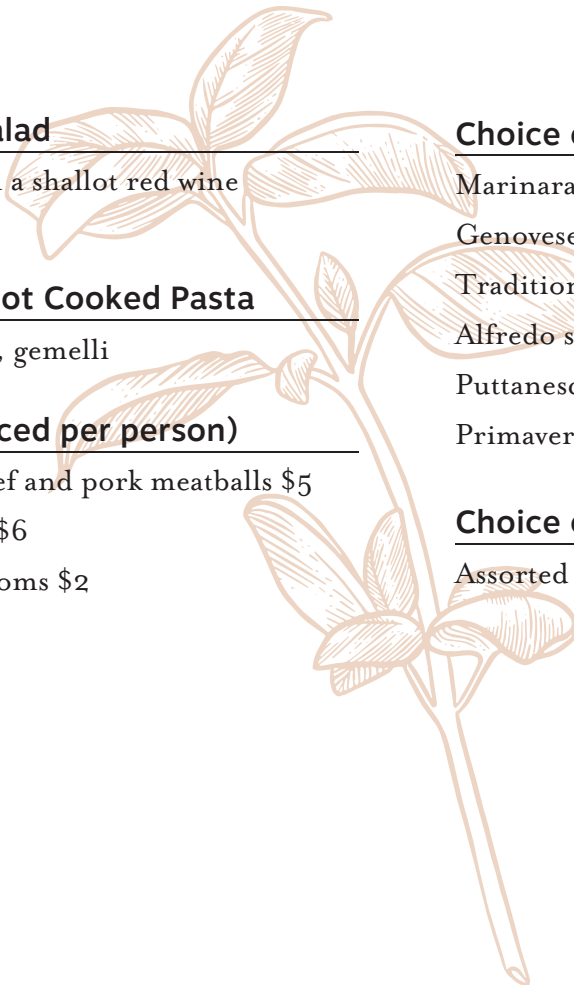 alad
a shallot red wine
ot Cooked Pasta
, gemelli
ced per person)
ef and pork meatballs $5
$6
oms $2
Choice
Marinara
Genovese
Tradition
Alfredo s
Puttanesc
Primaver
Choice
Assorted